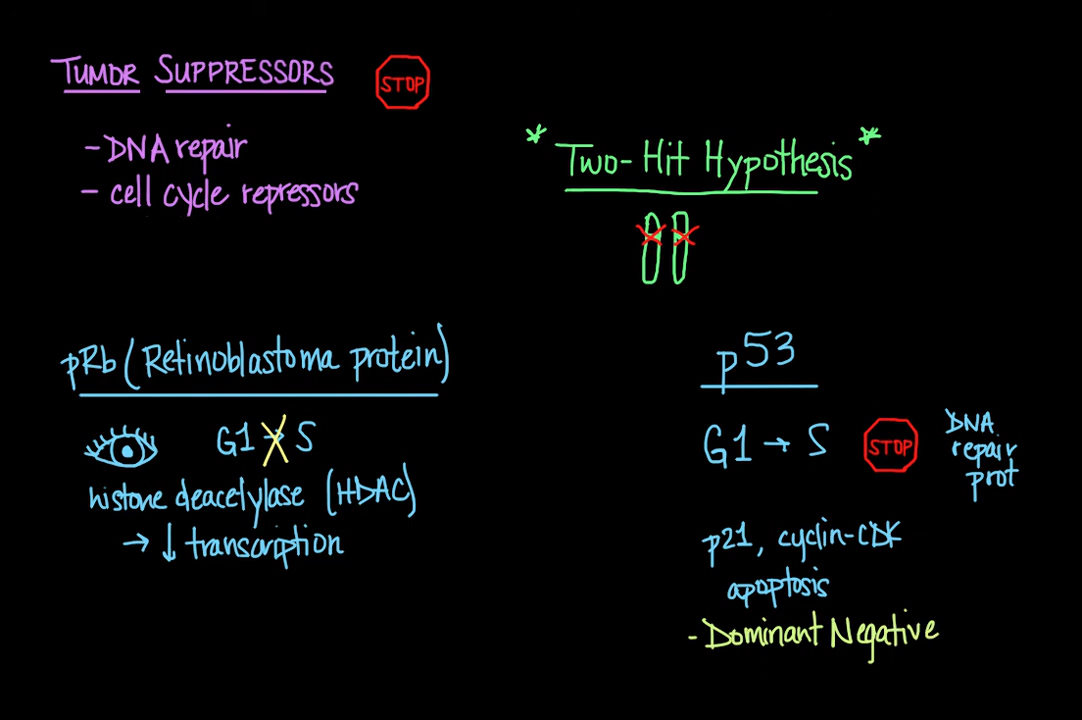 TUMOR SUPPRESSORS
STOP
- DNA repair
- cell cycle repressors
* Two-Hit Hypothesis *
pRb (Retinoblastoma protein)
G1 → S
histone deacelylase (HDAC)
→ ↓ transcription
p53
G1 → S
STOP
DNA
repair
prot
p21, cyclin-CDK
apoptosis
- Dominant Negative